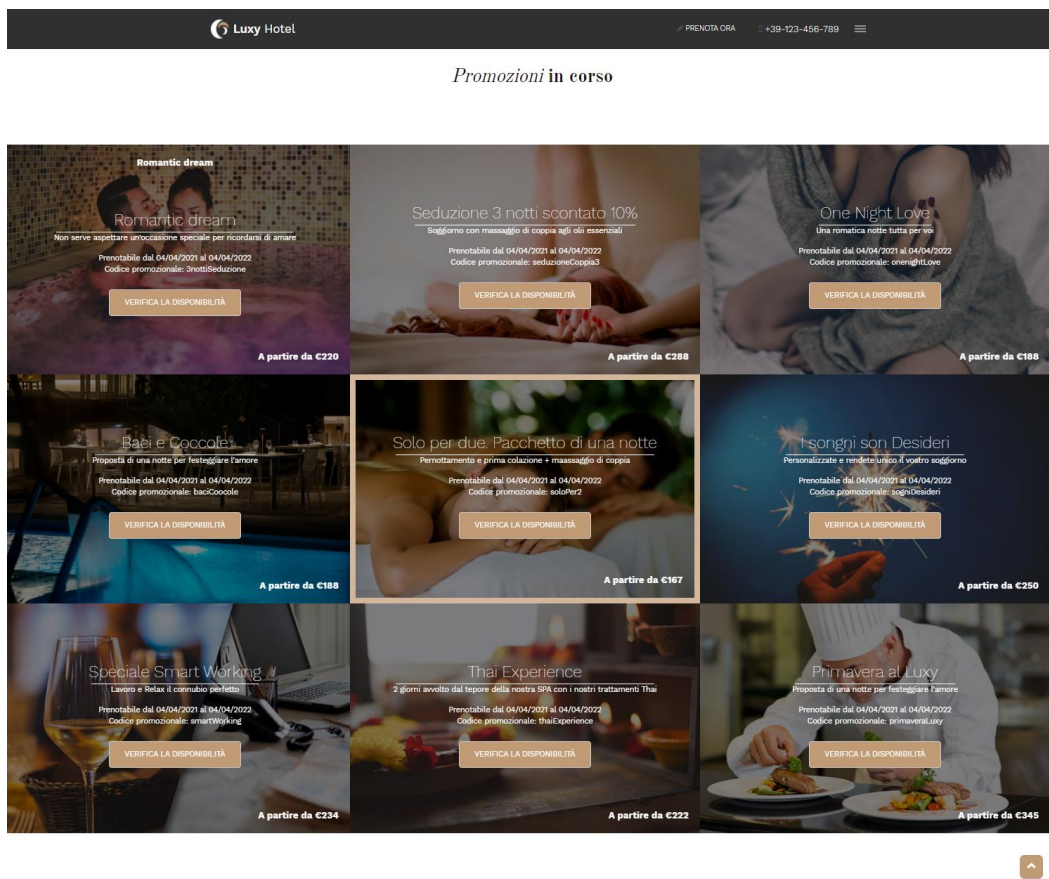 Luxy Hotel
PRENOTA ORA
+39-123-456-789
Promozioni in corso
Romantic dream
Romantic dream
Non serve aspettare un'occasione speciale per ricordarsi di amare
Prenotabile dal 04/04/2021 al 04/04/2022
Codice promozionale: 3nottiSeduzione
VERIFICA LA DISPONIBILITÀ
A partire da €220
Seduzione 3 notti scontato 10%
Soggiorno con massaggio di coppia agli olii essenziali
Prenotabile dal 04/04/2021 al 04/04/2022
Codice promozionale: seduzioneCoppia3
VERIFICA LA DISPONIBILITÀ
A partire da €288
One Night Love
Una romatica notte tutta per voi
Prenotabile dal 04/04/2021 al 04/04/2022
Codice promozionale: onenightLove
VERIFICA LA DISPONIBILITÀ
A partire da €188
Baci e Coccole
Proposta di una notte per festeggiare l'amore
Prenotabile dal 04/04/2021 al 04/04/2022
Codice promozionale: baciCoocole
VERIFICA LA DISPONIBILITÀ
A partire da €188
Solo per due. Pacchetto di una notte
Pernottamento e prima colazione + maassaggio di coppia
Prenotabile dal 04/04/2021 al 04/04/2022
Codice promozionale: soloPer2
VERIFICA LA DISPONIBILITÀ
A partire da €167
I songni son Desideri
Personalizzate e rendete unico il vostro soggiorno
Prenotabile dal 04/04/2021 al 04/04/2022
Codice promozionale: sogniDesideri
VERIFICA LA DISPONIBILITÀ
A partire da €250
Speciale Smart Working
Lavoro e Relax il connubio perfetto
Prenotabile dal 04/04/2021 al 04/04/2022
Codice promozionale: smartWorking
VERIFICA LA DISPONIBILITÀ
A partire da €234
Thai Experience
2 giorni avvolto dal tepore della nostra SPA con i nostri trattamenti Thai
Prenotabile dal 04/04/2021 al 04/04/2022
Codice promozionale: thaiExperience
VERIFICA LA DISPONIBILITÀ
A partire da €222
Primavera al Luxy
Proposta di una notte per festeggiare l'amore
Prenotabile dal 04/04/2021 al 04/04/2022
Codice promozionale: primaveraLuxy
VERIFICA LA DISPONIBILITÀ
A partire da €345